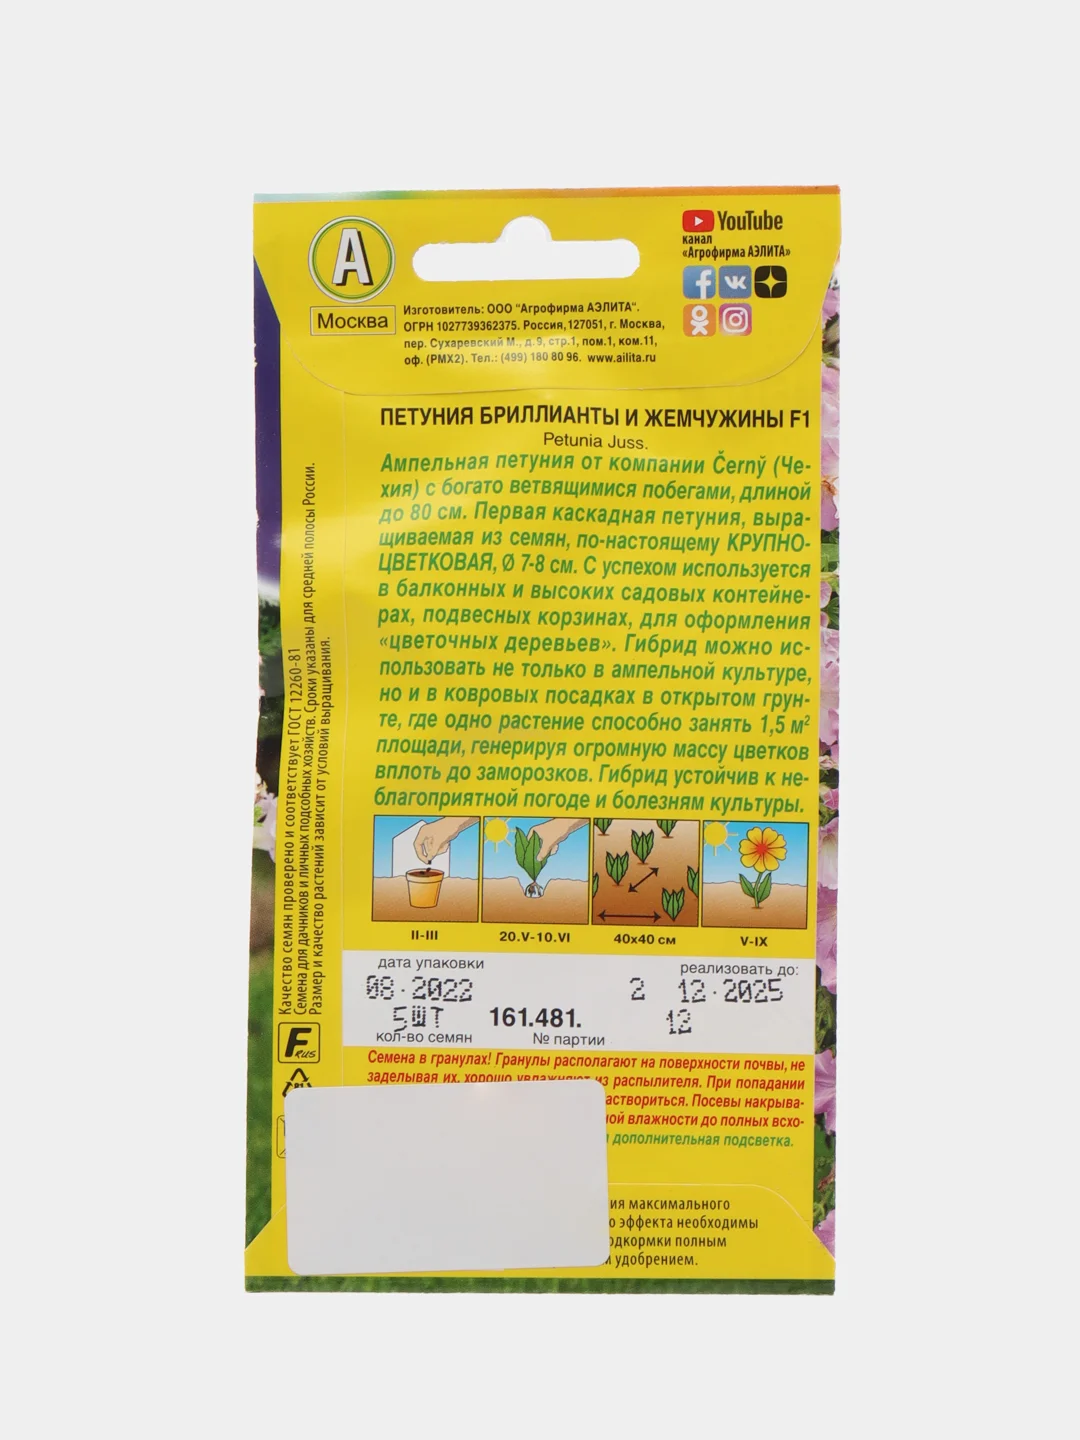 YouTube
канал
«Агрофирма АЭЛИТА»
А
Москва
Изготовитель: ООО "Агрофирма АЭЛИТА".
ОГРН 1027739362375. Россия,127051, г. Москва,
пер. Сухаревский М., д.9, стр.1, пом.1, ком.11,
оф. (РМХ2). Тел.: (499) 180 80 96. www.ailita.ru
ПЕТУНИЯ БРИЛЛИАНТЫ И ЖЕМЧУЖИНЫ F1
Petunia Juss.
Ампельная петуния от компании Černý (Че-
хия) с богато ветвящимися побегами, длиной
до 80 см. Первая каскадная петуния, выра-
щиваемая из семян, по-настоящему КРУПНО-
ЦВЕТКОВАЯ, Ø 7-8 см. С успехом используется
в балконных и высоких садовых контейне-
рах, подвесных корзинах, для оформления
«цветочных деревьев». Гибрид можно ис-
пользовать не только в ампельной культуре,
но и в ковровых посадках в открытом грун-
те, где одно растение способно занять 1,5 м²
площади, генерируя огромную массу цветков
вплоть до заморозков. Гибрид устойчив к не-
благоприятной погоде и болезням культуры.
II-III
20.V-10.VI
40x40 см
V-IX
дата упаковки
реализовать до:
08.2022
2 12.2025
5ШТ
161.481.
12
кол-во семян
№ партии
Семена в гранулах! Гранулы располагают на поверхности почвы, не
заделывая их, хорошо увлажняют из распылителя. При попадании
раствориться. Посевы накрыва-
ной влажности до полных всхо-
дополнительная подсветка.
максимального
эффекта необходимы
подкормки полным
удобрением.
Качество семян проверено и соответствует ГОСТ 12260-81
Семена для дачников и личных подсобных хозяйств. Сроки указаны для средней полосы России.
Размер и качество растений зависит от условий выращивания.
F RUS